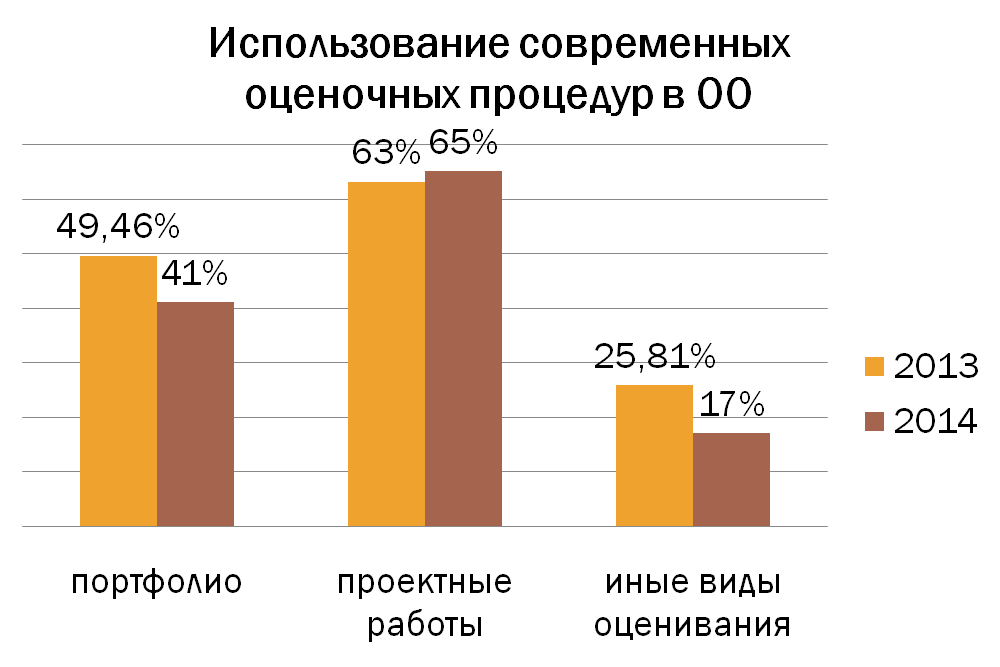 Использование современных
оценочных процедур в ОО
49,46%
41%
63%
65%
25,81%
17%
2013
2014
портфолио
проектные
работы
иные виды
оценивания